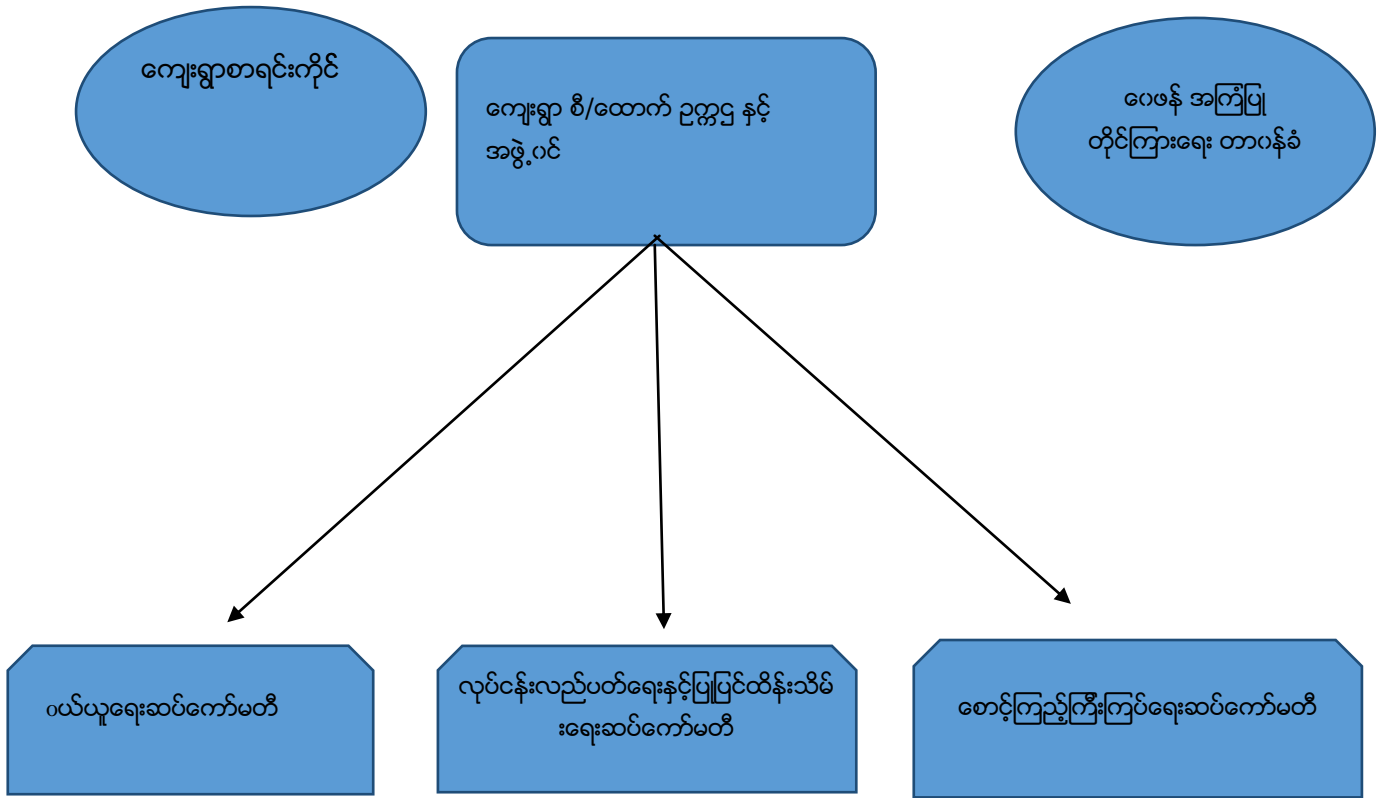 ကျေးရွာစာရင်းကိုင်
ကျေးရွာ စီ/ထောက် ဥက္ကဌ နှင့်
အဖွဲ့ဝင်
ဝေဖန် အကြံပြု
တိုင်ကြားရေး တာဝန်ခံ
ဝယ်ယူရေးဆပ်ကော်မတီ
လုပ်ငန်းလည်ပတ်ရေးနှင့်ပြုပြင်ထိန်းသိမ်
းရေးဆပ်ကော်မတီ
စောင့်ကြည့်ကြီးကြပ်ရေးဆပ်ကော်မတီ